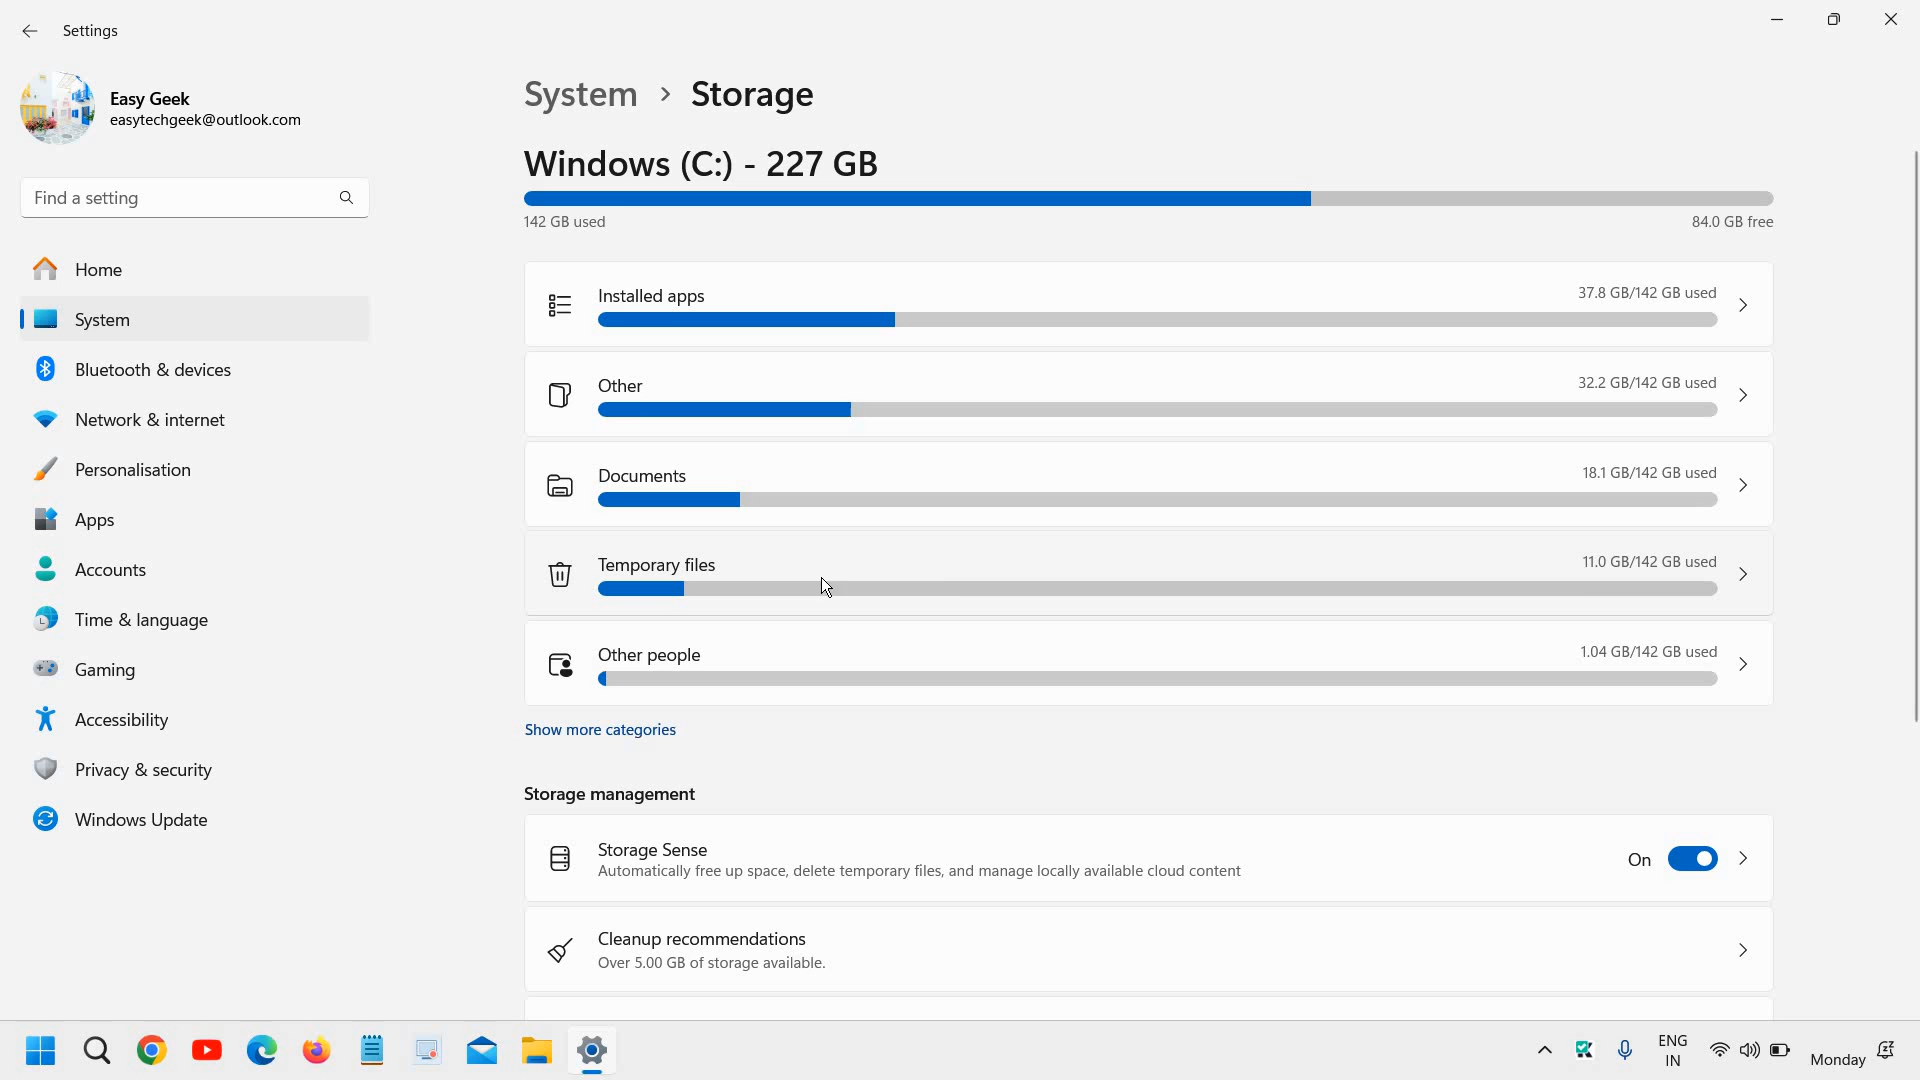 Settings
Easy Geek
easytechgeek@outlook.com
Find a setting
Home
System
Bluetooth & devices
Network & internet
Personalisation
Apps
Accounts
Time & language
Gaming
Accessibility
Privacy & security
Windows Update
System > Storage
Windows (C:) - 227 GB
142 GB used 84.0 GB free
Installed apps 37.8 GB/142 GB used
Other 32.2 GB/142 GB used
Documents 18.1 GB/142 GB used
Temporary files 11.0 GB/142 GB used
Other people 1.04 GB/142 GB used
Show more categories
Storage management
Storage Sense
Automatically free up space, delete temporary files, and manage locally available cloud content
On
Cleanup recommendations
Over 5.00 GB of storage available.
ENG
IN
Monday